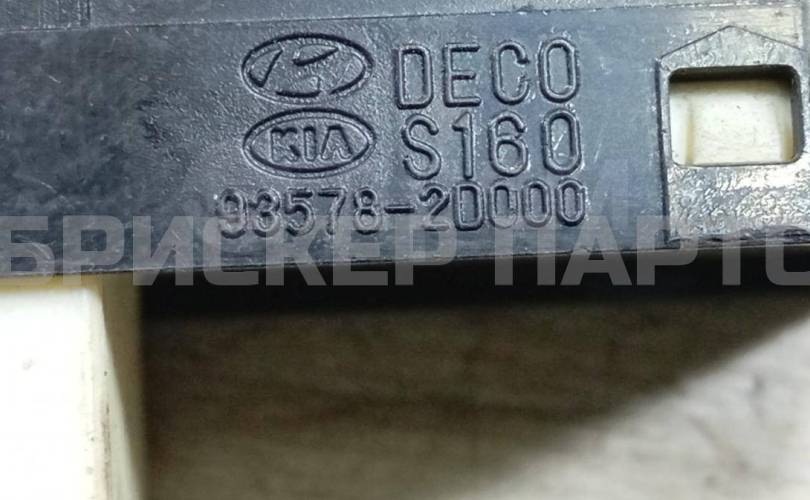 DECO
KIA S160
93578-2D000
БРИСКЕР ПАРТС